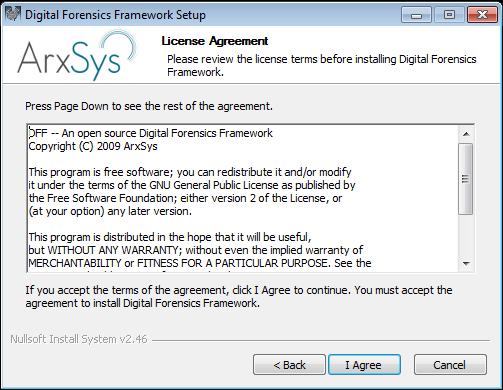 Digital Forensics Framework Setup
ArxSys
License Agreement
Please review the license terms before installing Digital Forensics
Framework.
Press Page Down to see the rest of the agreement.
DFF -- An open source Digital Forensics Framework
Copyright (C) 2009 ArxSys
This program is free software; you can redistribute it and/or modify
it under the terms of the GNU General Public License as published by
the Free Software Foundation; either version 2 of the License, or
(at your option) any later version.
This program is distributed in the hope that it will be useful,
but WITHOUT ANY WARRANTY; without even the implied warranty of
MERCHANTABILITY or FITNESS FOR A PARTICULAR PURPOSE. See the
If you accept the terms of the agreement, click I Agree to continue. You must accept the
agreement to install Digital Forensics Framework.
Nullsoft Install System v2.46
< Back
I Agree
Cancel